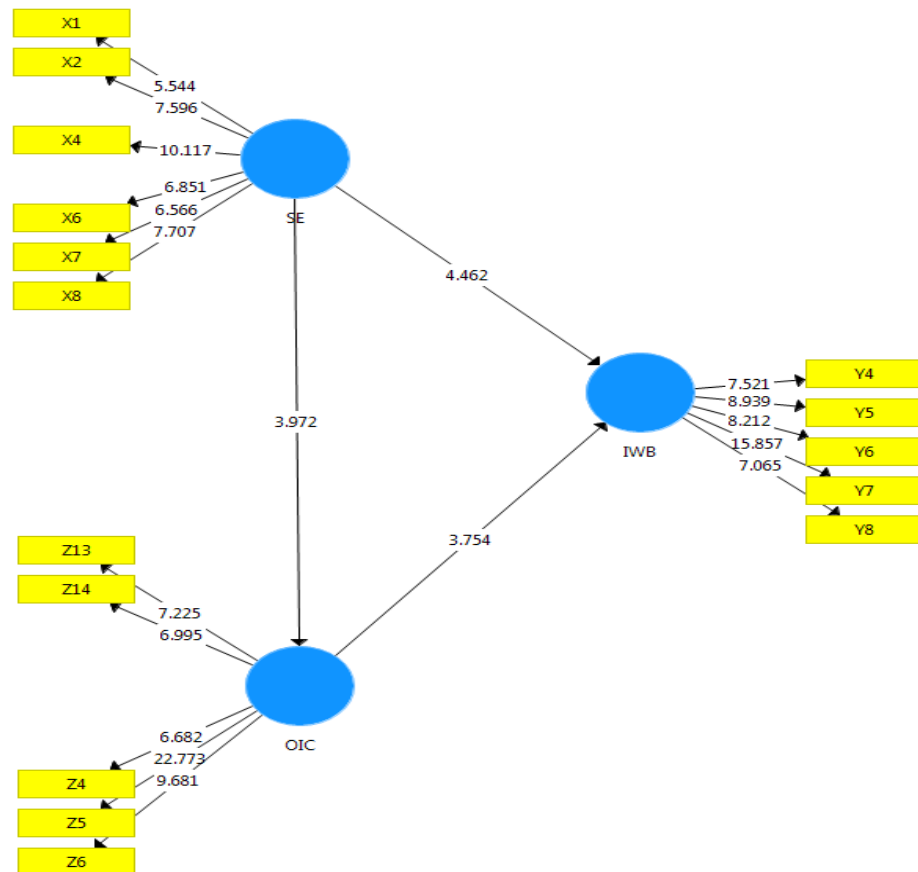 X1
X2
5.544
7.596
X4
10.117
6.851
X6
6.566
X7
7.707
X8
SE
4.462
3.972
7.521
Y4
8.939
Y5
8.212
Y6
15.857
7.065
Y7
Y8
IWB
3.754
Z13
Z14
7.225
6.995
OIC
6.682
22.773
9.681
Z4
Z5
Z6